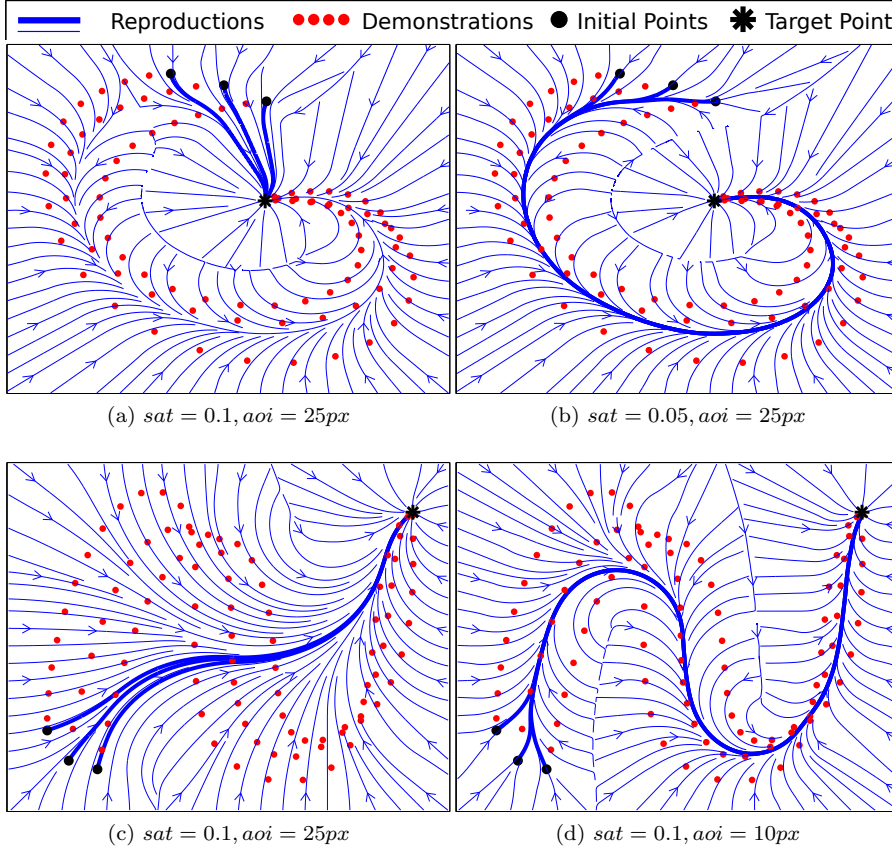 Reproductions Demonstrations Initial Points Target Point
(a) sat = 0.1, aoi = 25px
(b) sat = 0.05, aoi = 25px
(c) sat = 0.1, aoi = 25px
(d) sat = 0.1, aoi = 10px